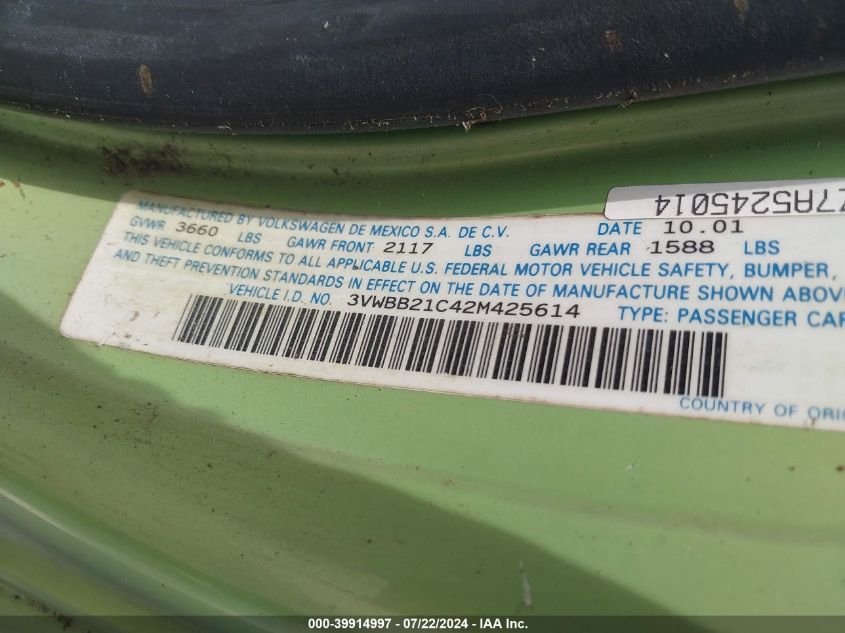 Z7A5245014
MANUFACTURED BY VOLKSWAGEN DE MEXICO S.A. DE C.V. DATE 10.01
GVWR 3660 LBS GAWR FRONT 2117 LBS GAWR REAR 1588 LBS
THIS VEHICLE CONFORMS TO ALL APPLICABLE U.S. FEDERAL MOTOR VEHICLE SAFETY, BUMPER,
AND THEFT PREVENTION STANDARDS IN EFFECT ON THE DATE OF MANUFACTURE SHOWN ABOV
VEHICLE I.D. NO. 3VWBB21C42M425614 TYPE: PASSENGER CAR
COUNTRY OF ORI
000-39914997 - 07/22/2024 - IAA Inc.